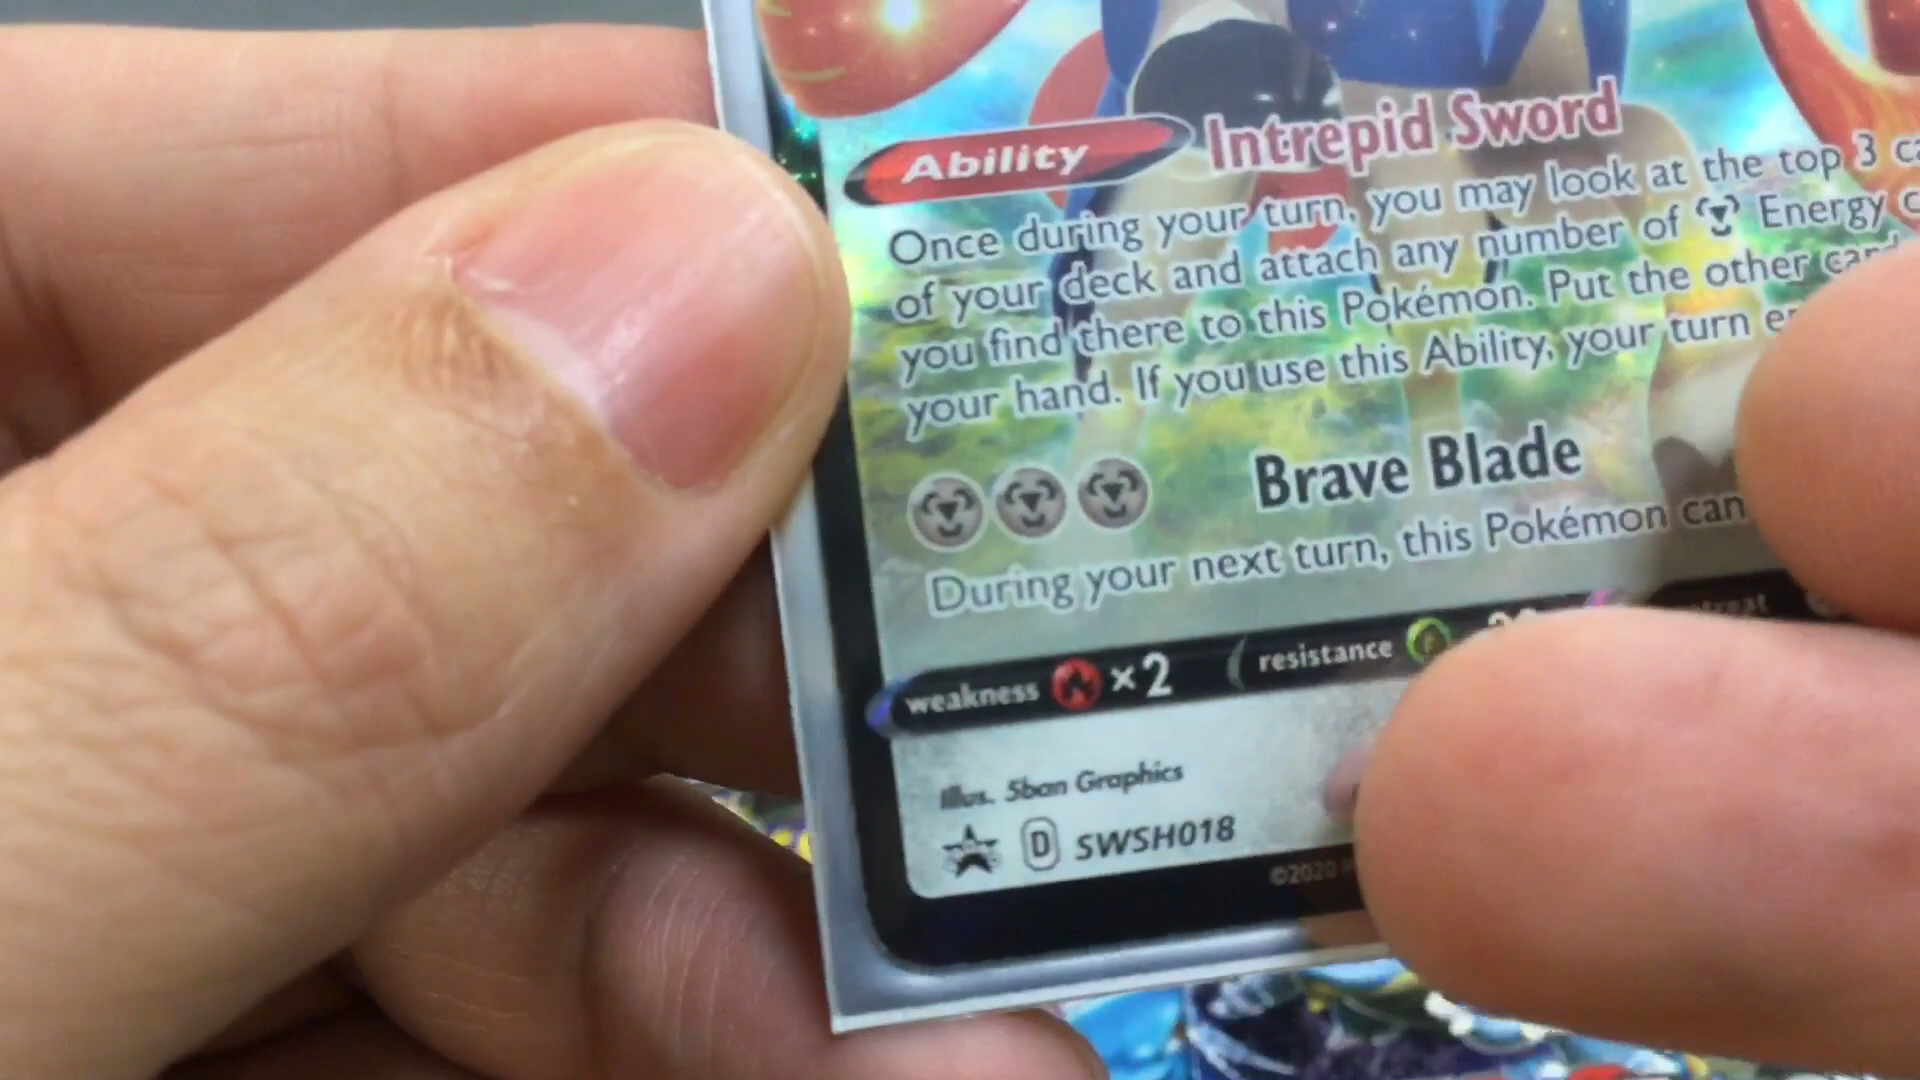 Ability Intrepid Sword
Once during your turn, you may look at the top 3
of your deck and attach any number of Energy
you find there to this Pokémon. Put the other
your hand. If you use this Ability, your turn
Brave Blade
During your next turn, this Pokémon can
weakness ×2 resistance
Illus. 5ban Graphics
D SWSH018
©2020